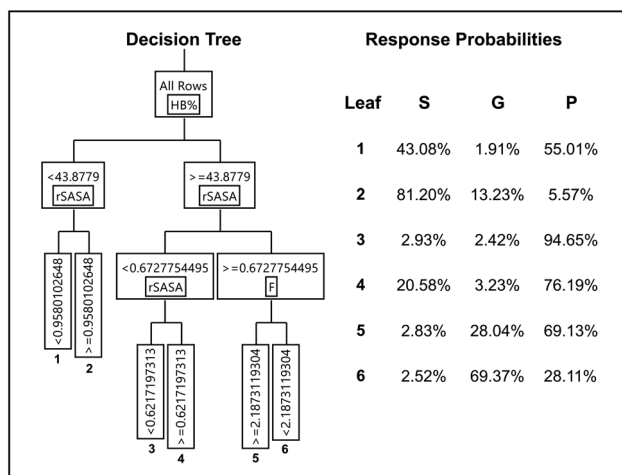 Decision Tree
All Rows
HB%
<43.8779
rSASA
>=43.8779
rSASA
<0.9580102648
>=0.9580102648
1
2
<0.6727754495
rSASA
>=0.6727754495
F
<0.6217197313
>=0.6217197313
>=2.1873119304
<2.1873119304
3
4
5
6
Response Probabilities
Leaf S G P
1 43.08% 1.91% 55.01%
2 81.20% 13.23% 5.57%
3 2.93% 2.42% 94.65%
4 20.58% 3.23% 76.19%
5 2.83% 28.04% 69.13%
6 2.52% 69.37% 28.11%